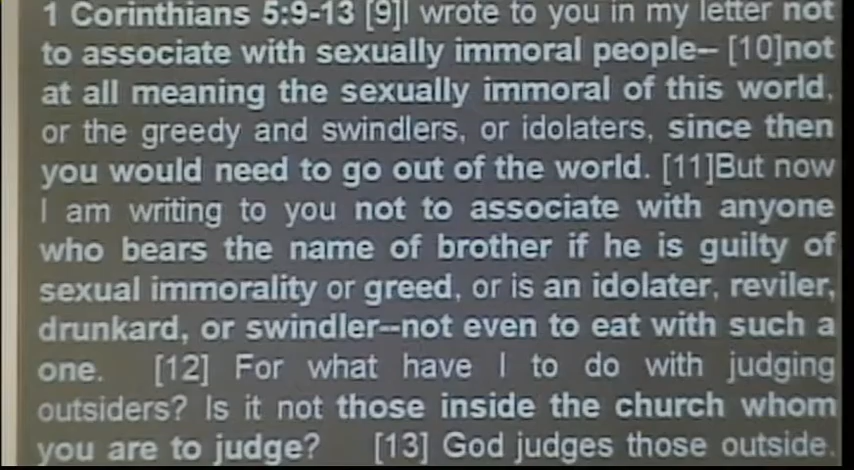 1 Corinthians 5:9-13 [9]I wrote to you in my letter not
to associate with sexually immoral people-- [10]not
at all meaning the sexually immoral of this world,
or the greedy and swindlers, or idolaters, since then
you would need to go out of the world. [11]But now
I am writing to you not to associate with anyone
who bears the name of brother if he is guilty of
sexual immorality or greed, or is an idolater, reviler,
drunkard, or swindler--not even to eat with such a
one. [12] For what have I to do with judging
outsiders? Is it not those inside the church whom
you are to judge? [13] God judges those outside.